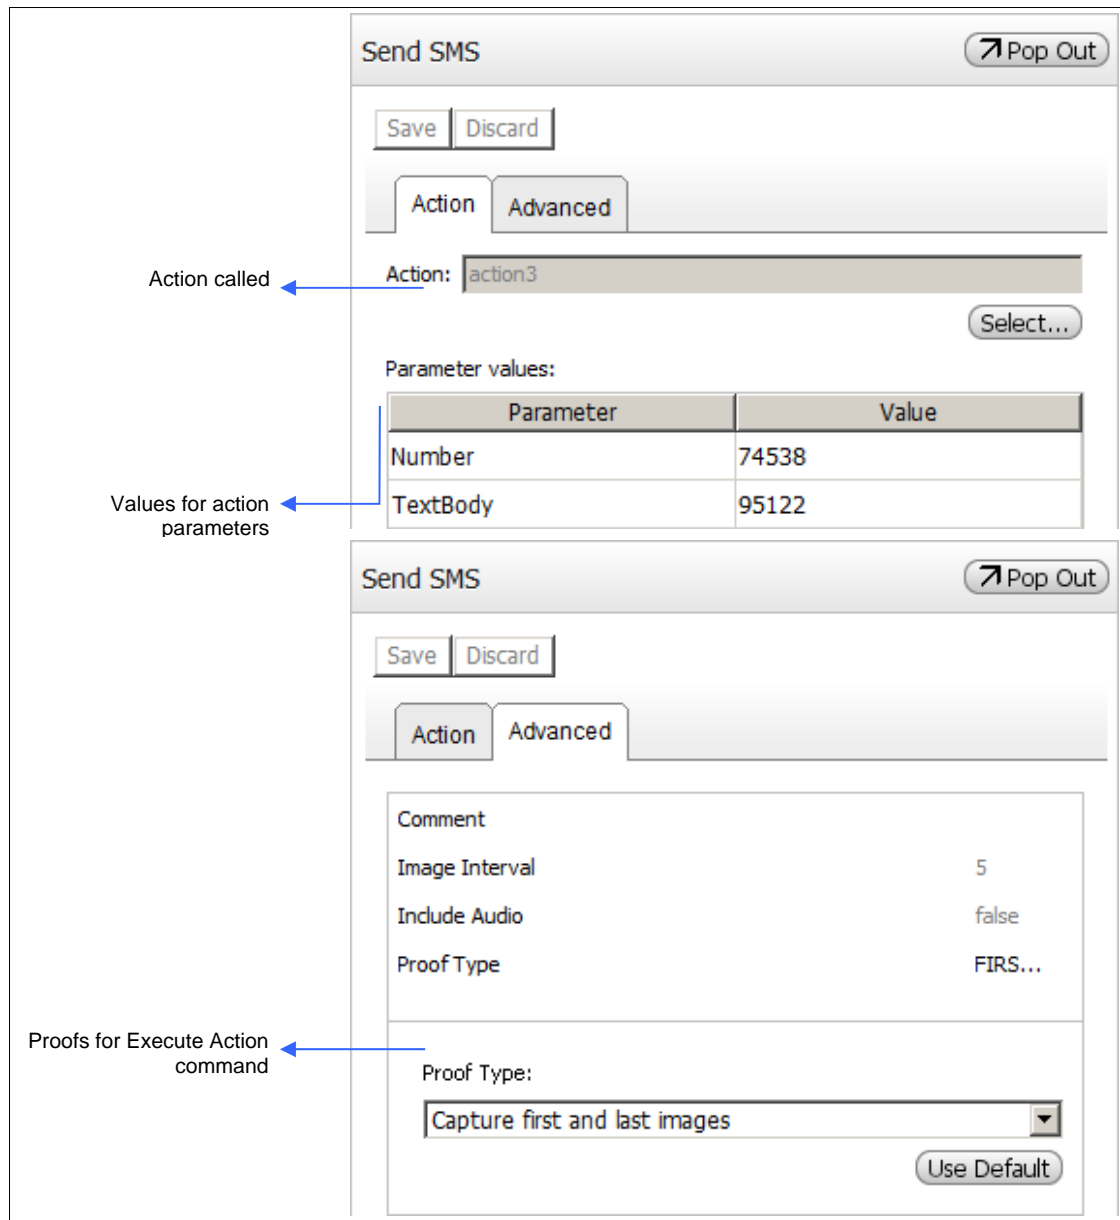 Send SMS Pop Out
Save Discard
Action Advanced
Action called Action: action3
Select...
Parameter values:
Parameter Value
Number 74538
Values for action
parameters
TextBody 95122
Send SMS Pop Out
Save Discard
Action Advanced
Comment
Image Interval 5
Include Audio false
Proof Type FIRS...
Proofs for Execute Action
command
Proof Type:
Capture first and last images
Use Default